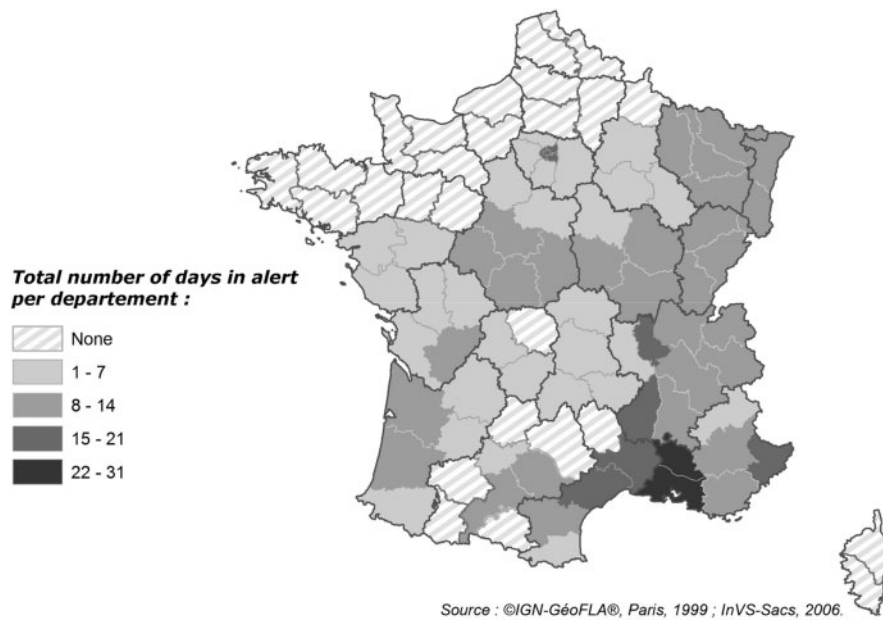 Total number of days in alert
per departement :
None
1 - 7
8 - 14
15 - 21
22 - 31
Source : ©IGN-GéoFLA®, Paris, 1999 ; InVS-Sacs, 2006.